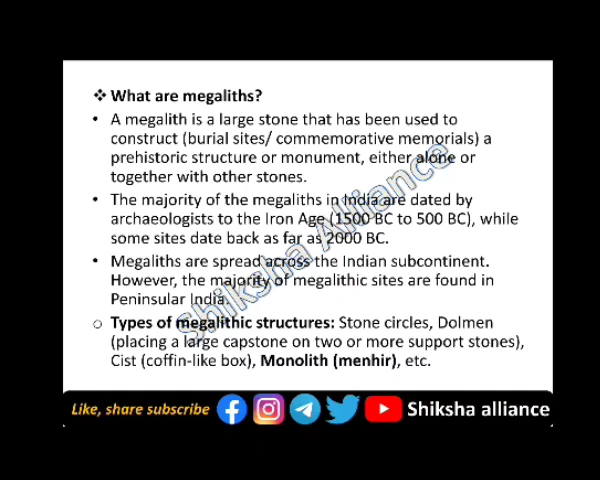 ❖ What are megaliths?
• A megalith is a large stone that has been used to
construct (burial sites/ commemorative memorials) a
prehistoric structure or monument, either alone or
together with other stones.
• The majority of the megaliths in India are dated by
archaeologists to the Iron Age (1500 BC to 500 BC), while
some sites date back as far as 2000 BC.
• Megaliths are spread across the Indian subcontinent.
However, the majority of megalithic sites are found in
Peninsular India.
o Types of megalithic structures: Stone circles, Dolmen
(placing a large capstone on two or more support stones),
Cist (coffin-like box), Monolith (menhir), etc.
Shiksha Alliance
Like, share subscribe
Shiksha alliance